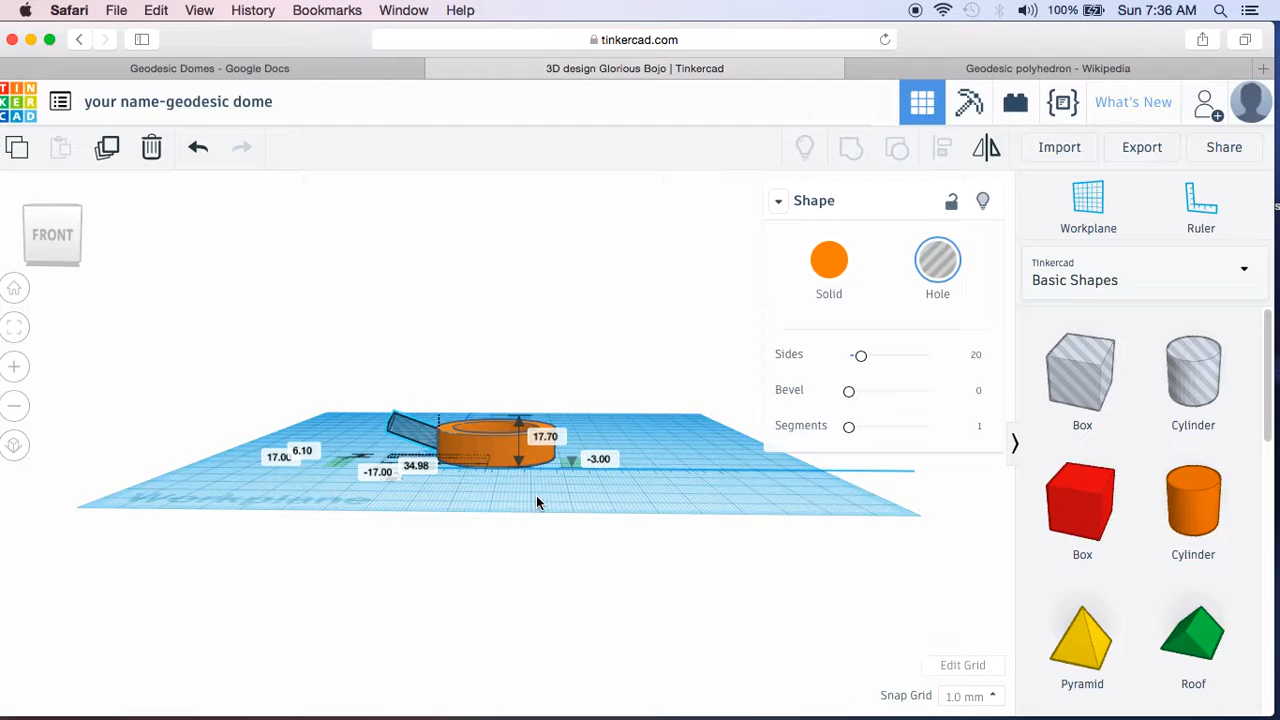 Safari File Edit View History Bookmarks Window Help 100% Sun 7:36 AM
tinkercad.com
Geodesic Domes - Google Docs 3D design Glorious Bojo | Tinkercad Geodesic polyhedron - Wikipedia
TIN
KER
CAD
your name-geodesic dome
What's New
Import Export Share
FRONT
Shape
Solid Hole
Sides 20
Bevel 0
Segments 1
Workplane Ruler
Tinkercad
Basic Shapes
Box Cylinder
Box Cylinder
Pyramid Roof
17.70
17.00 6.10
-17.00 34.98
-3.00
Workplane
Edit Grid
Snap Grid 1.0 mm